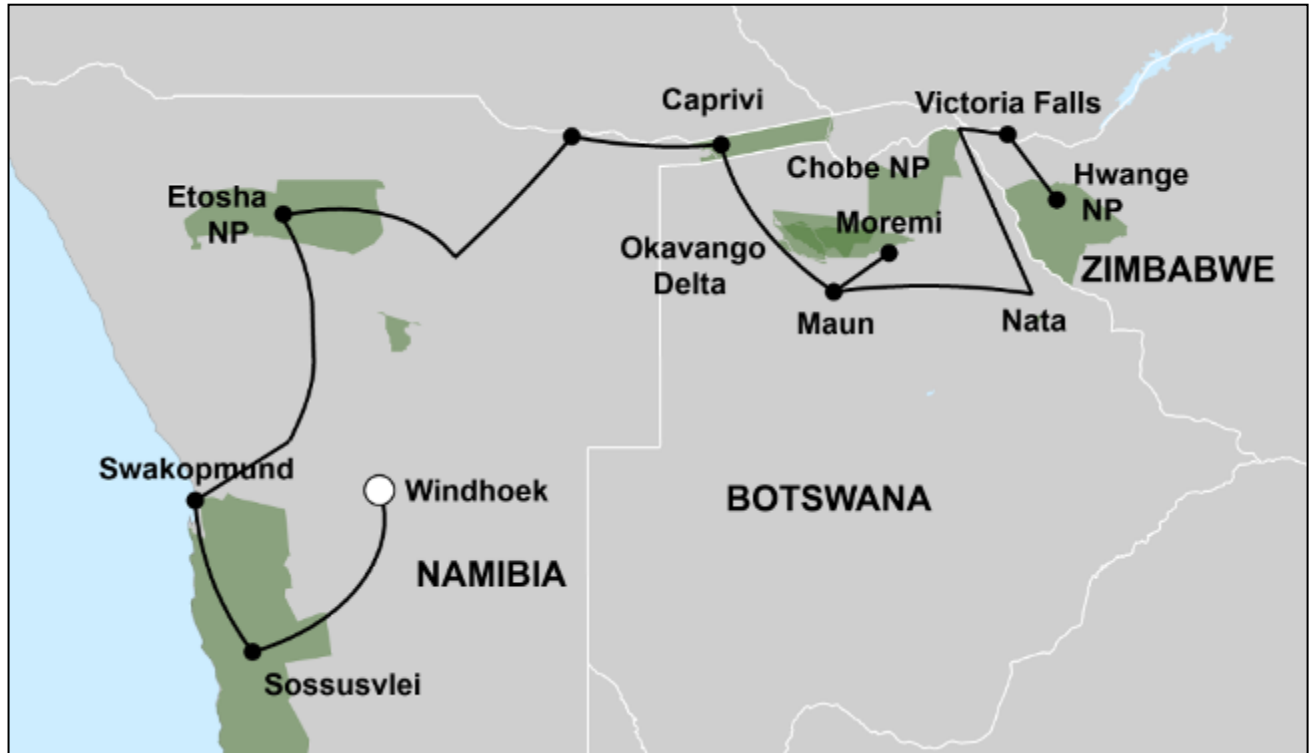 Caprivi
Victoria Falls
Chobe NP
Hwange
NP
Etosha
NP
Moremi
Okavango
Delta
ZIMBABWE
Maun
Nata
Swakopmund
Windhoek
BOTSWANA
NAMIBIA
Sossusvlei